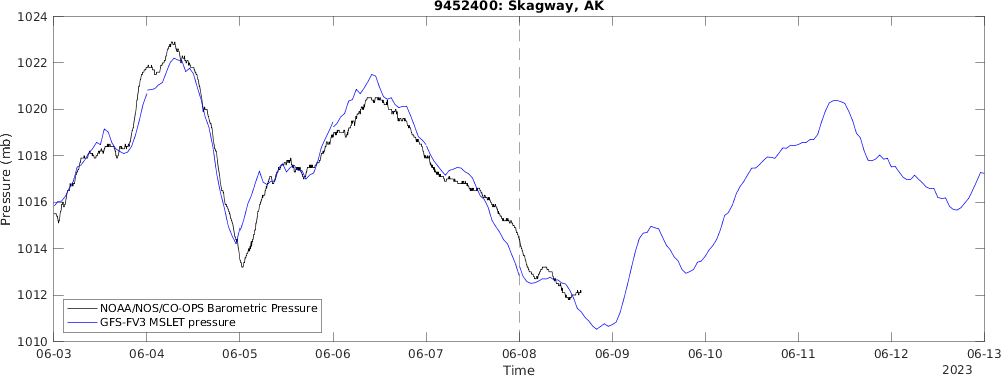 9452400: Skagway, AK
Pressure (mb)
1024
1022
1020
1018
1016
1014
1012
1010
NOAA/NOS/CO-OPS Barometric Pressure
GFS-FV3 MSLET pressure
06-03 06-04 06-05 06-06 06-07 06-08 06-09 06-10 06-11 06-12 06-13
Time
2023